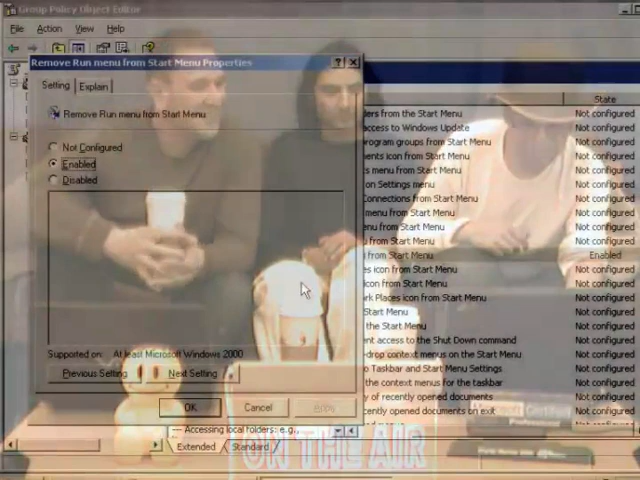 Group Policy Object Editor
File Action View Help
Remove Run menu from Start Menu Properties
Setting Explain
Remove Run menu from Start Menu
Not Configured
Enabled
Disabled
Supported on: At least Microsoft Windows 2000
Previous Setting Next Setting
OK Cancel Apply
State
ders from the Start Menu Not configured
access to Windows Update Not configured
program groups from Start Menu Not configured
ments icon from Start Menu Not configured
s menu from Start Menu Not configured
on Settings menu Not configured
Connections from Start Menu Not configured
menu from Start Menu Not configured
enu from Start Menu Not configured
u from Start Menu Not configured
from Start Menu Enabled
es icon from Start Menu Not configured
icon from Start Menu Not configured
rk Places icon from Start Menu Not configured
Start Menu Not configured
the Start Menu Not configured
ent access to the Shut Down command Not configured
-drop context menus on the Start Menu Not configured
o Taskbar and Start Menu Settings Not configured
the context menus for the taskbar Not configured
y of recently opened documents Not configured
cently opened documents on exit Not configured
Accessing local folders: e.g.,
Extended Standard
ON THE AIR